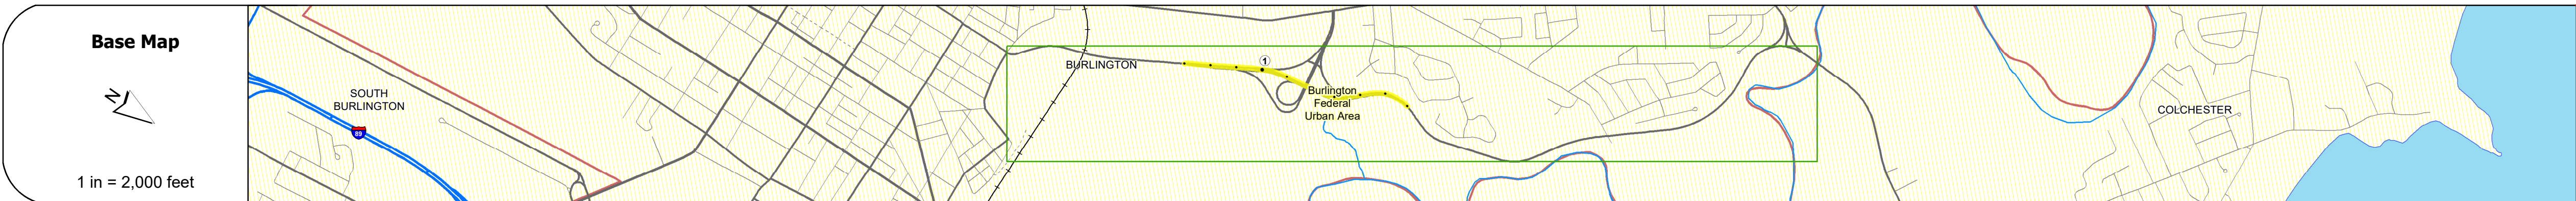 Base Map
N
1 in = 2,000 feet
SOUTH
BURLINGTON
89
BURLINGTON
1
Burlington
Federal
Urban Area
COLCHESTER